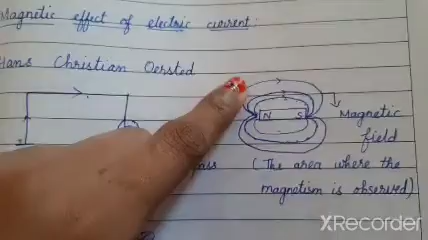 Magnetic effect of electric current:
Hans Christian Oersted
N S
Magnetic
field
(The area where the
magnetism is observed)
XRecorder